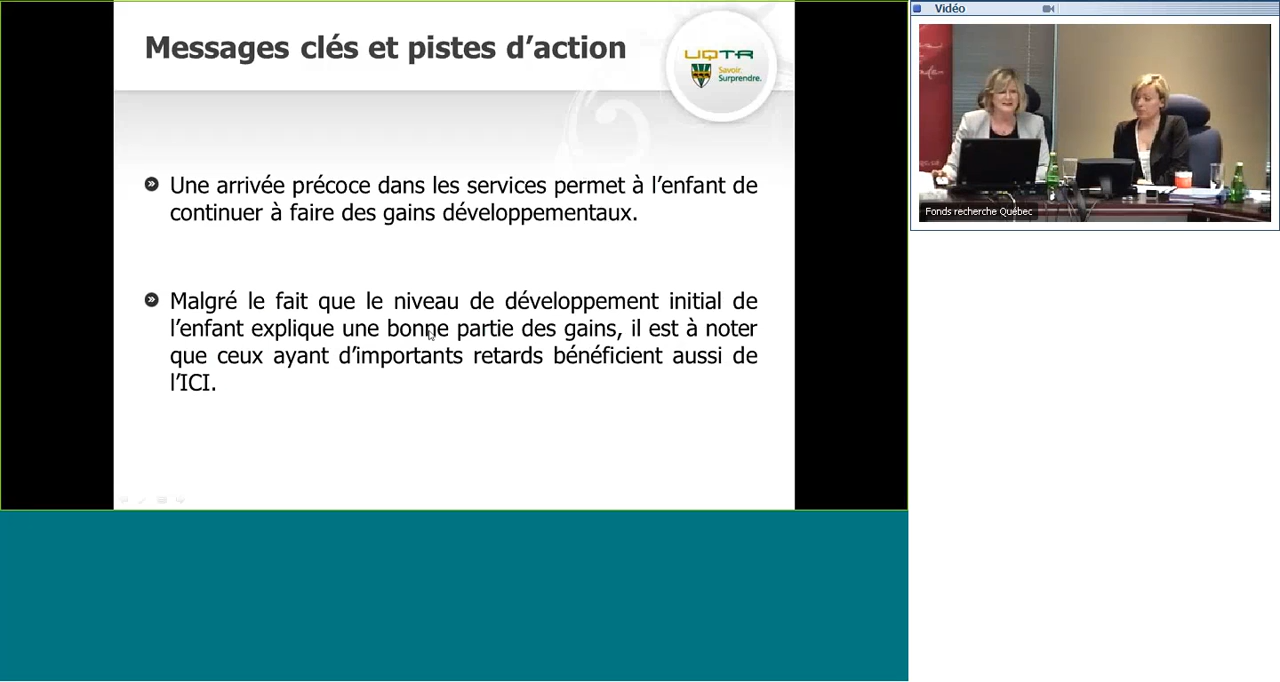 Messages clés et pistes d’action
UQTR
Savoir.
Surprendre.
Une arrivée précoce dans les services permet à l’enfant de
continuer à faire des gains développementaux.
Malgré le fait que le niveau de développement initial de
l’enfant explique une bonne partie des gains, il est à noter
que ceux ayant d’importants retards bénéficient aussi de
l’ICI.
Vidéo
Fonds recherche Québec